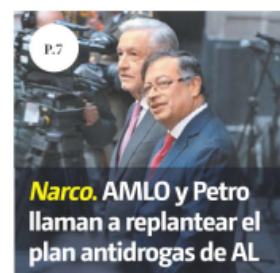 P.7
Narco. AMLO y Petro
llaman a replantear el
plan antidrogas de AL